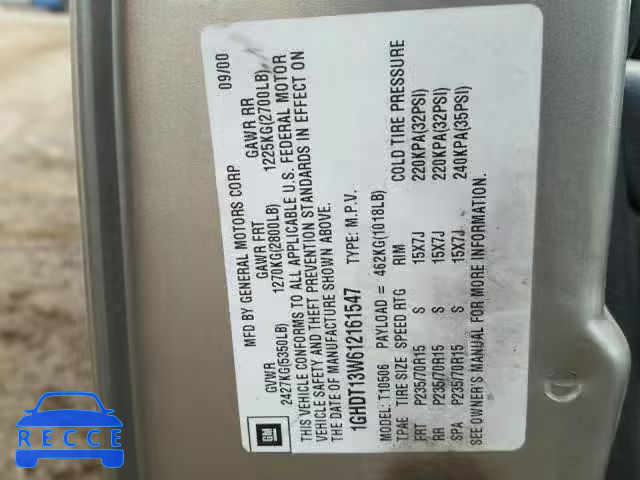 MFD BY GENERAL MOTORS CORP 09/00
GVWR GAWR FRT GAWR RR
2427KG(5350LB) 1270KG(2800LB) 1225KG(2700LB)
THIS VEHICLE CONFORMS TO ALL APPLICABLE U.S. FEDERAL MOTOR
VEHICLE SAFETY AND THEFT PREVENTION STANDARDS IN EFFECT ON
THE DATE OF MANUFACTURE SHOWN ABOVE.
1GHDT13W612161547 TYPE: M.P.V.
MODEL: T10506 PAYLOAD = 462KG(1018LB)
TPAE TIRE SIZE SPEED RTG RIM COLD TIRE PRESSURE
FRT P235/70R15 S 15X7J 220KPA(32PSI)
RR P235/70R15 S 15X7J 220KPA(32PSI)
SPA P235/70R15 S 15X7J 240KPA(35PSI)
SEE OWNER'S MANUAL FOR MORE INFORMATION.
GM
RECCE